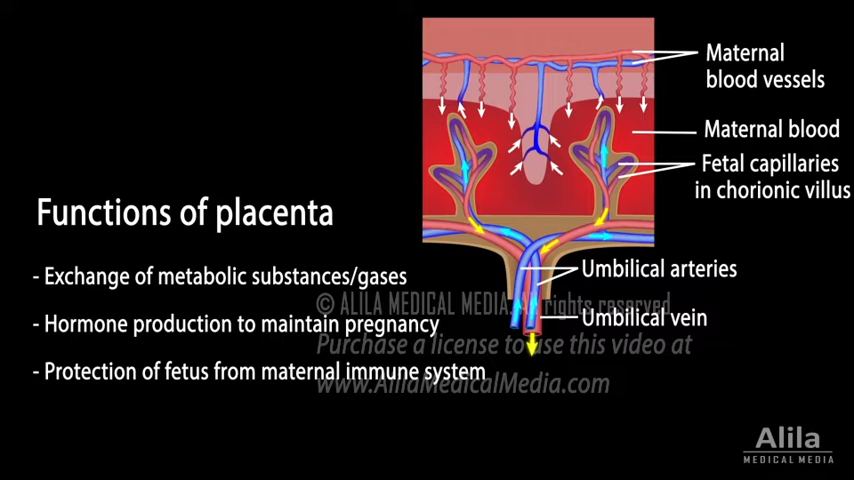 Maternal
blood vessels
Maternal blood
Fetal capillaries
in chorionic villus
Functions of placenta
- Exchange of metabolic substances/gases
- Hormone production to maintain pregnancy
- Protection of fetus from maternal immune system
Umbilical arteries
Umbilical vein
© ALILA MEDICAL MEDIA. All rights reserved
Purchase a license to use this video at
www.AlilaMedicalMedia.com
Alila
MEDICAL MEDIA